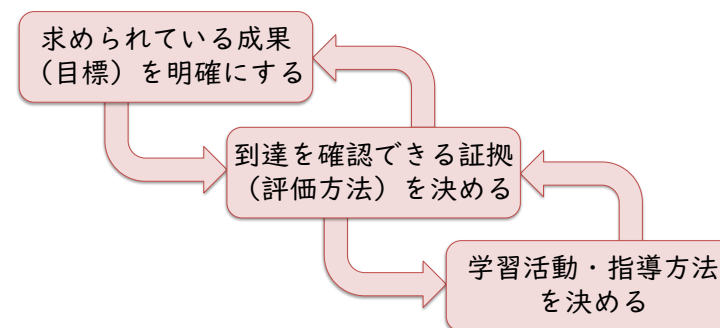 求められている成果
（目標）を明確にする
到達を確認できる証拠
（評価方法）を決める
学習活動・指導方法
を決める